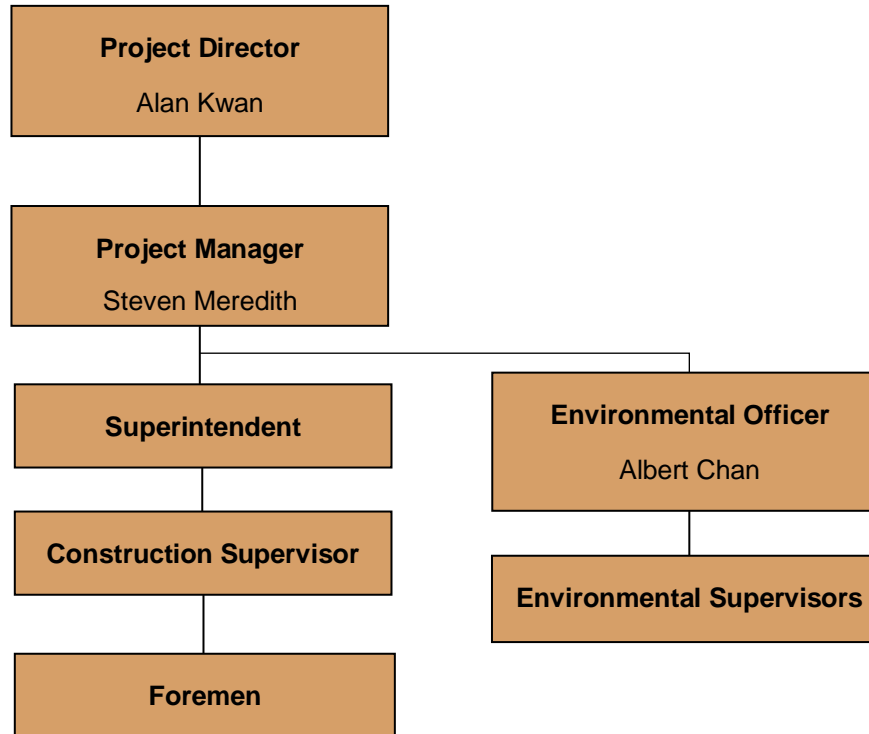 Project Director
Alan Kwan
Project Manager
Steven Meredith
Superintendent
Environmental Officer
Albert Chan
Construction Supervisor
Environmental Supervisors
Foremen